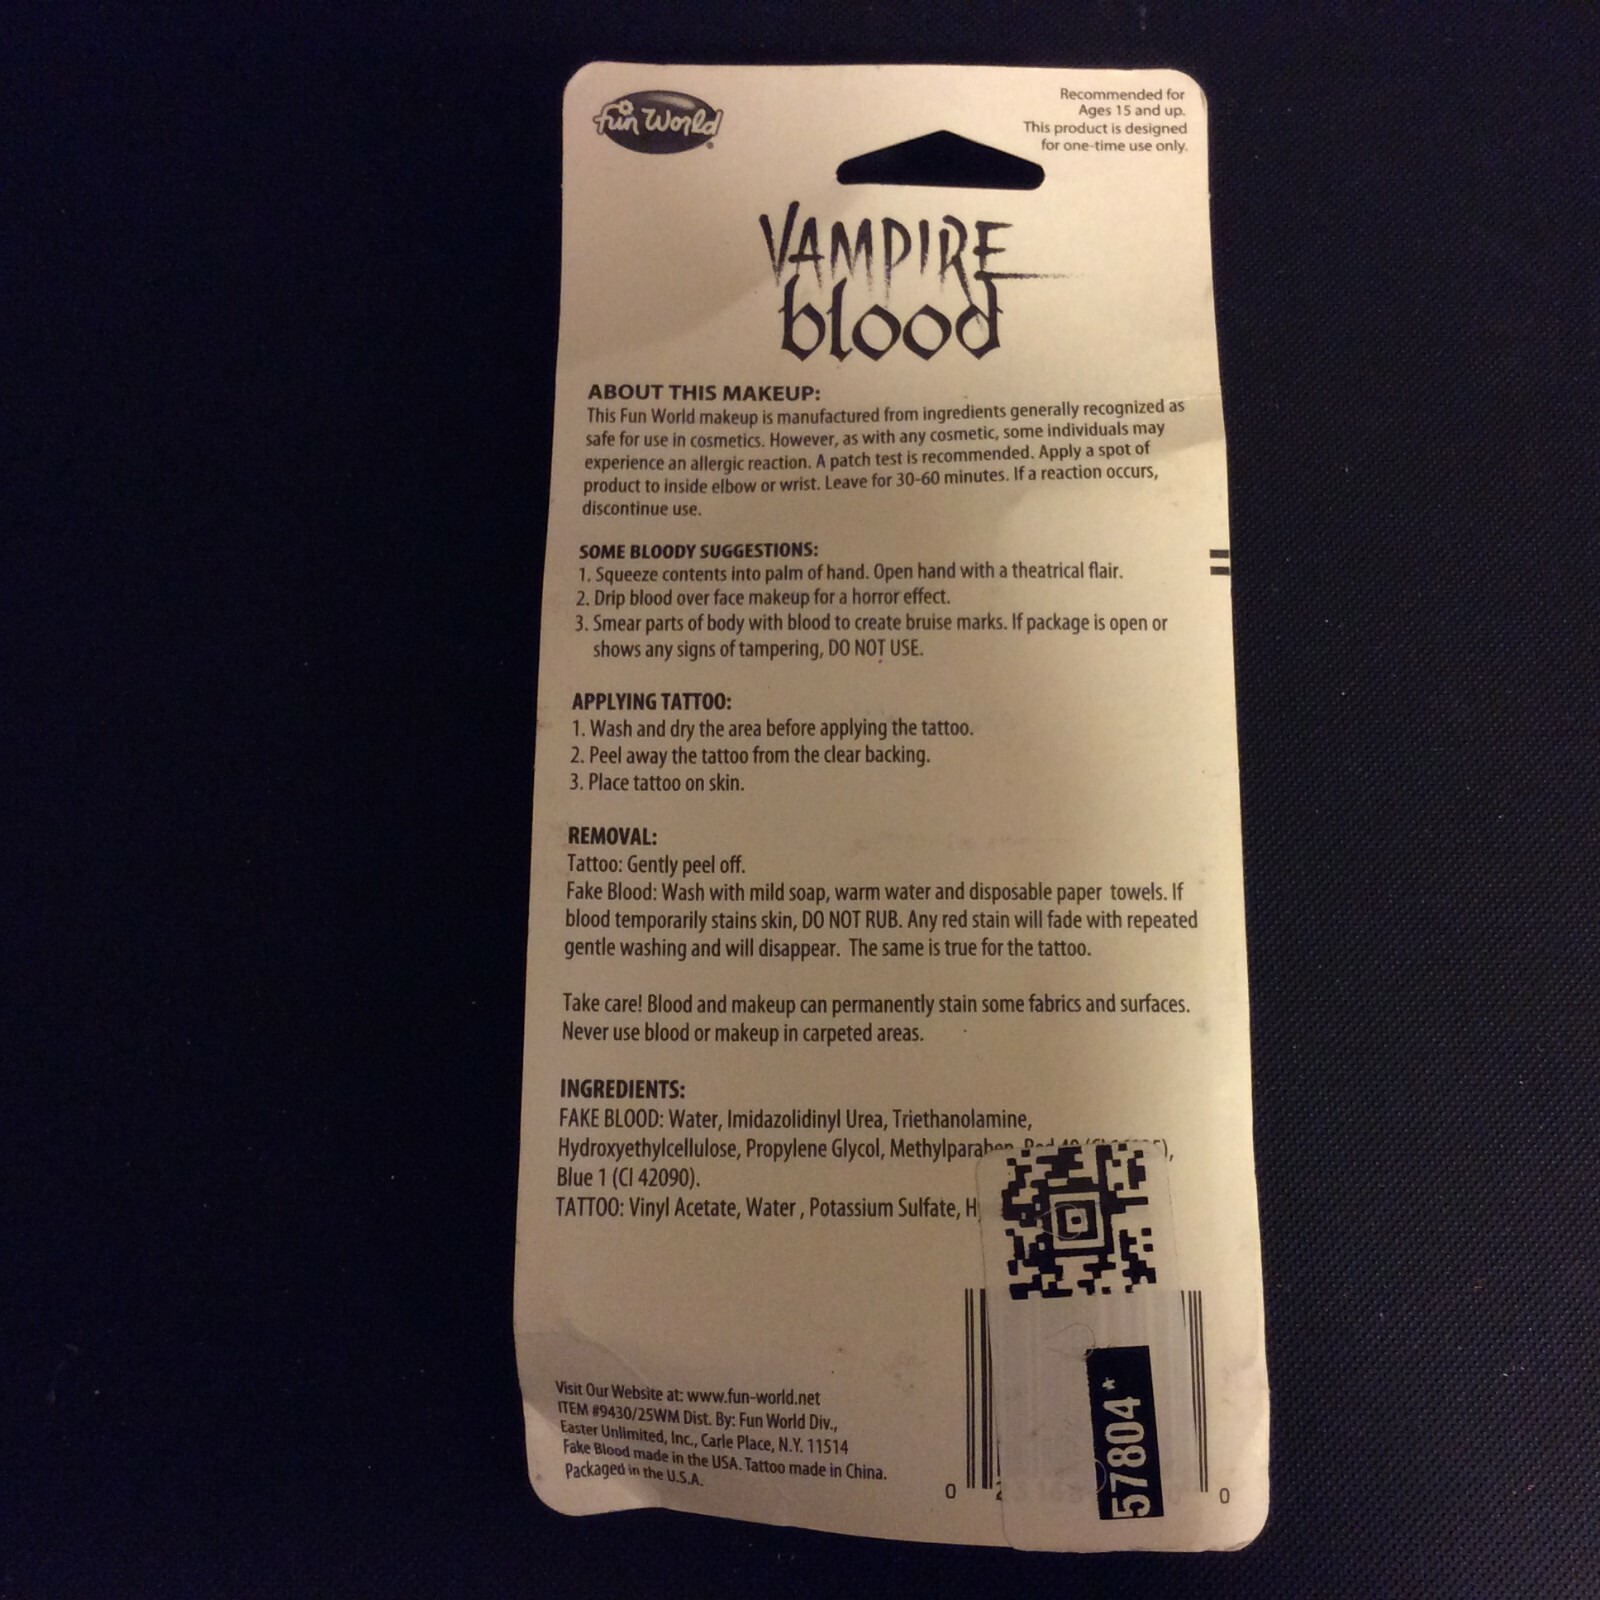 Fun World
Recommended for
Ages 15 and up.
This product is designed
for one-time use only.
VAMPIRE
blood
ABOUT THIS MAKEUP:
This Fun World makeup is manufactured from ingredients generally recognized as
safe for use in cosmetics. However, as with any cosmetic, some individuals may
experience an allergic reaction. A patch test is recommended. Apply a spot of
product to inside elbow or wrist. Leave for 30-60 minutes. If a reaction occurs,
discontinue use.
SOME BLOODY SUGGESTIONS:
1. Squeeze contents into palm of hand. Open hand with a theatrical flair.
2. Drip blood over face makeup for a horror effect.
3. Smear parts of body with blood to create bruise marks. If package is open or
shows any signs of tampering, DO NOT USE.
APPLYING TATTOO:
1. Wash and dry the area before applying the tattoo.
2. Peel away the tattoo from the clear backing.
3. Place tattoo on skin.
REMOVAL:
Tattoo: Gently peel off.
Fake Blood: Wash with mild soap, warm water and disposable paper towels. If
blood temporarily stains skin, DO NOT RUB. Any red stain will fade with repeated
gentle washing and will disappear. The same is true for the tattoo.
Take care! Blood and makeup can permanently stain some fabrics and surfaces.
Never use blood or makeup in carpeted areas.
INGREDIENTS:
FAKE BLOOD: Water, Imidazolidinyl Urea, Triethanolamine,
Hydroxyethylcellulose, Propylene Glycol, Methylparaben, Red 40
Blue 1 (CI 42090).
TATTOO: Vinyl Acetate, Water , Potassium Sulfate,
Visit Our Website at: www.fun-world.net
ITEM #9430/25WM Dist. By: Fun World Div.,
Easter Unlimited, Inc., Carle Place, N.Y. 11514
Fake Blood made in the USA. Tattoo made in China.
Packaged in the U.S.A.
0 2 0
57804 *